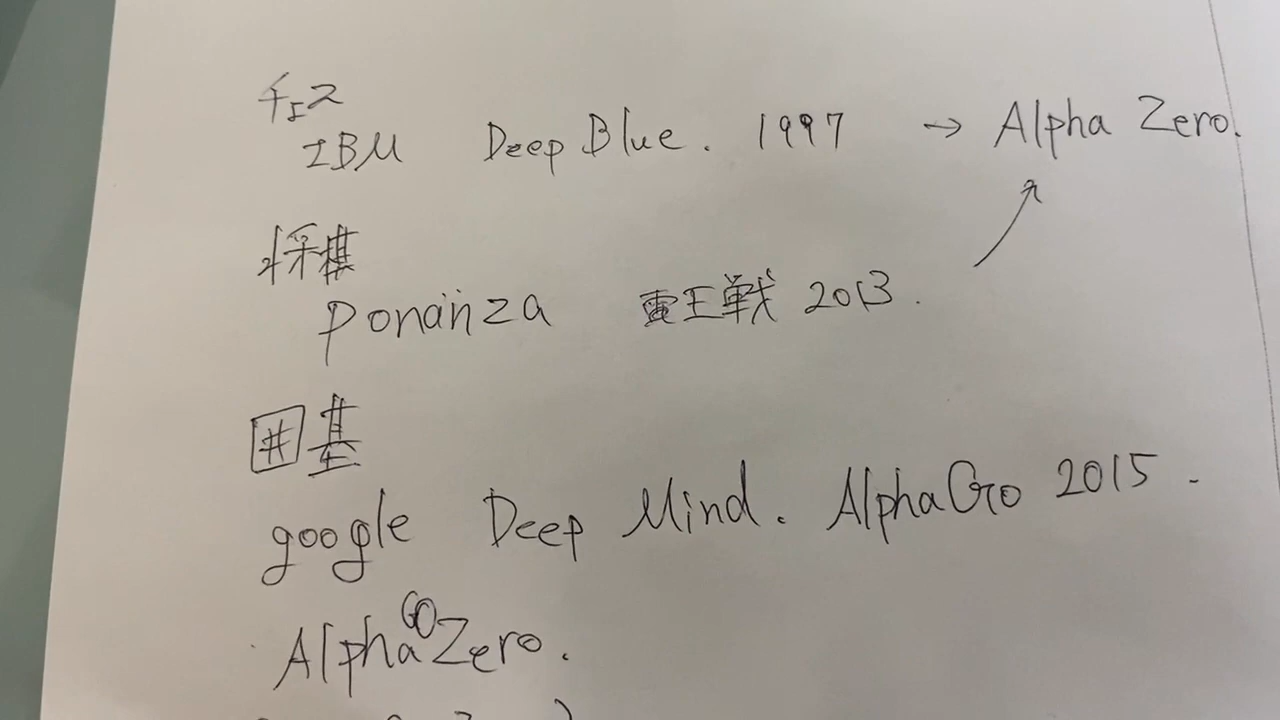 チェス
IBM Deep Blue. 1997 → Alpha Zero.
将棋
Ponanza 電王戦 2013.
囲基
google Deep Mind. AlphaGo 2015.
AlphaGO Zero.